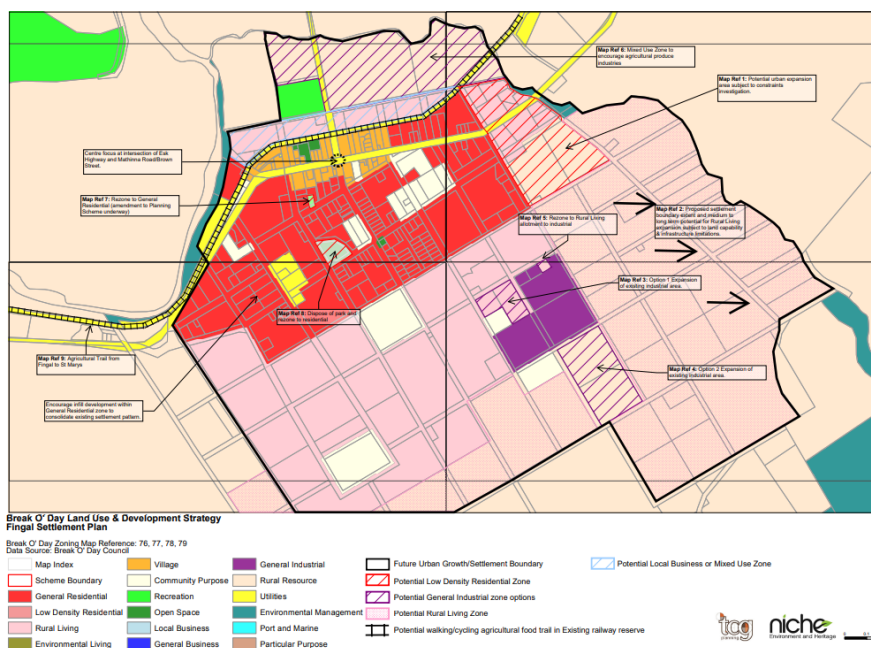 Map Ref 6: Mixed Use Zone to
encourage agricultural produce
industries
Map Ref 1: Potential urban expansion
area subject to constraints
investigation.
Centre focus at intersection of Esk
Highway and Mathinna Road/Brown
Street.
Map Ref 7: Rezone to General
Residential (amendment to Planning
Scheme underway)
Map Ref 5: Rezone to Rural Living
allotment to industrial
Map Ref 2: Proposed settlement
boundary extent and medium to
long term potential for Rural Living
expansion subject to land capability
& infrastructure limitations.
Map Ref 3: Option 1 Expansion
of existing industrial area.
Map Ref 8: Dispose of park and
rezone to residential
Map Ref 9: Agricultural Trail from
Fingal to St Marys
Map Ref 4: Option 2 Expansion of
existing Industrial area.
Encourage infill development within
General Residential zone to
consolidate existing settlement pattern.
Break O' Day Land Use & Development Strategy
Fingal Settlement Plan
Break O' Day Zoning Map Reference: 76, 77, 78, 79
Data Source: Break O' Day Council
Map Index
Scheme Boundary
General Residential
Low Density Residential
Rural Living
Environmental Living
Village
Community Purpose
Recreation
Open Space
Local Business
General Business
General Industrial
Rural Resource
Utilities
Environmental Management
Port and Marine
Particular Purpose
Future Urban Growth/Settlement Boundary
Potential Low Density Residential Zone
Potential General Industrial zone options
Potential Rural Living Zone
Potential walking/cycling agricultural food trail in Existing railway reserve
Potential Local Business or Mixed Use Zone
tcg
planning
niche
Environment and Heritage